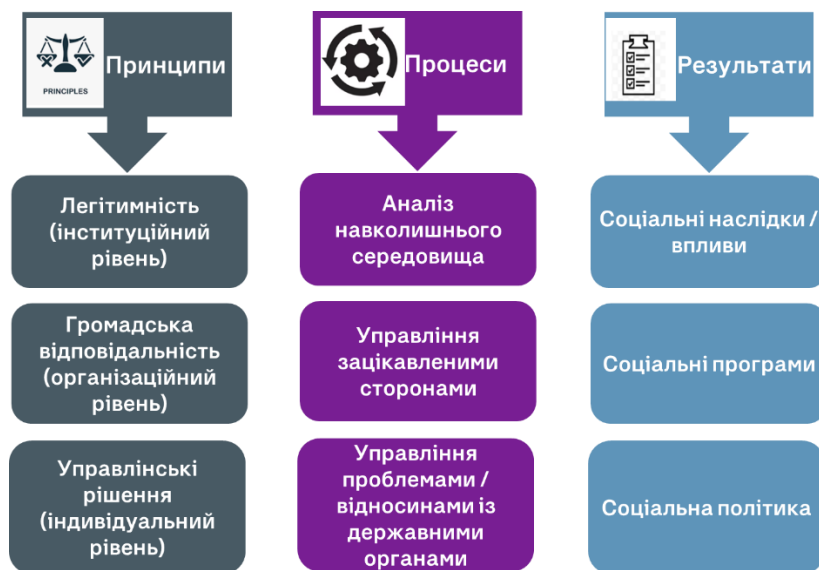 Принципи
PRINCIPLES
Легітимність
(інституційний
рівень)
Громадська
відповідальність
(організаційний
рівень)
Управлінські
рішення
(індивідуальний
рівень)
Процеси
Аналіз
навколишнього
середовища
Управління
зацікавленими
сторонами
Управління
проблемами /
відносинами із
державними
органами
Результати
Соціальні наслідки /
впливи
Соціальні програми
Соціальна політика